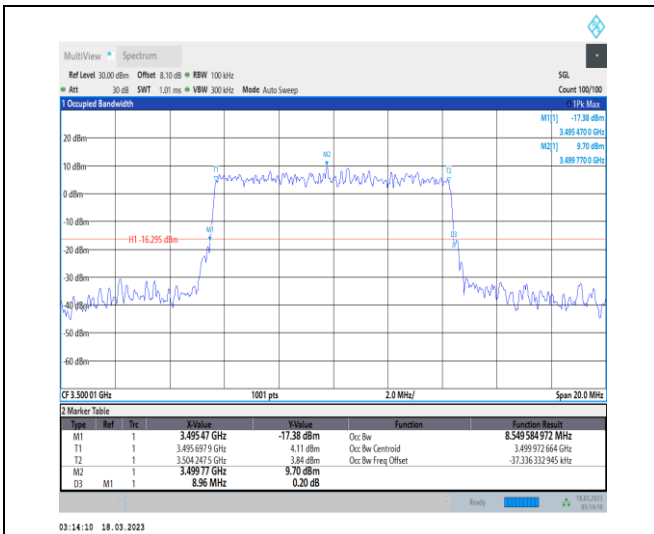 MultiView Spectrum
Ref Level 30.00 dBm Offset 8.10 dB RBW 100 kHz SGL
Att 30 dB SWT 1.01 ms VBW 300 kHz Mode Auto Sweep Count 100/100
1 Occupied Bandwidth 1Pk Max
M1[1] -17.38 dBm
3.495 470 0 GHz
M2[1] 9.70 dBm
3.499 770 0 GHz
20 dBm
M2
10 dBm
T1 T2
0 dBm
-10 dBm
M1
D3
H1 -16.295 dBm
-20 dBm
-30 dBm
-40 dBm
-50 dBm
-60 dBm
CF 3.500 01 GHz 1001 pts 2.0 MHz/ Span 20.0 MHz
2 Marker Table
Type Ref Trc X-Value Y-Value Function Function Result
M1 1 3.495 47 GHz -17.38 dBm Occ Bw 8.549 584 972 MHz
T1 1 3.495 697 9 GHz 4.11 dBm Occ Bw Centroid 3.499 972 664 GHz
T2 1 3.504 247 5 GHz 3.84 dBm Occ Bw Freq Offset -37.336 332 945 kHz
M2 1 3.499 77 GHz 9.70 dBm
D3 M1 1 8.96 MHz 0.20 dB
Ready 18.03.2023
03:14:10
03:14:10 18.03.2023